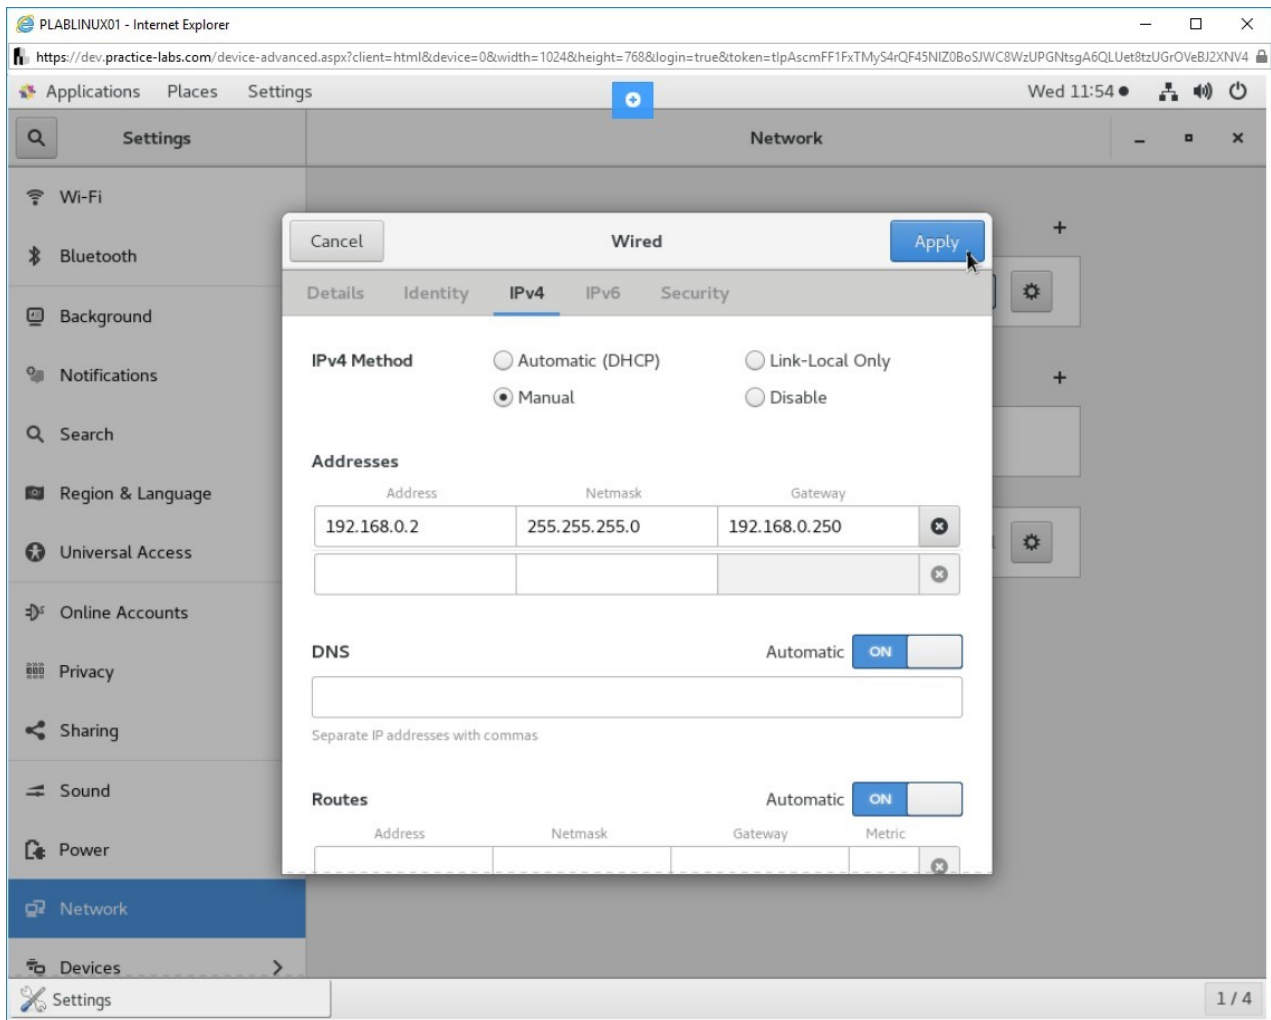 PLABLINUX01 - Internet Explorer
https://dev.practice-labs.com/device-advanced.aspx?client=html&device=0&width=1024&height=768&login=true&token=tlpAscmFF1FxTMyS4rQF45NIZ0BoSJWC8WzUPGNtsgA6QLUet8tzUGrOVeBJ2XNV4
Applications Places Settings Wed 11:54
Settings Network
Wi-Fi
Bluetooth
Background
Notifications
Search
Region & Language
Universal Access
Online Accounts
Privacy
Sharing
Sound
Power
Network
Devices
Cancel Wired Apply
Details Identity IPv4 IPv6 Security
IPv4 Method Automatic (DHCP) Link-Local Only
Manual Disable
Addresses
Address Netmask Gateway
192.168.0.2 255.255.255.0 192.168.0.250
DNS Automatic ON
Separate IP addresses with commas
Routes Automatic ON
Address Netmask Gateway Metric
Settings 1 / 4